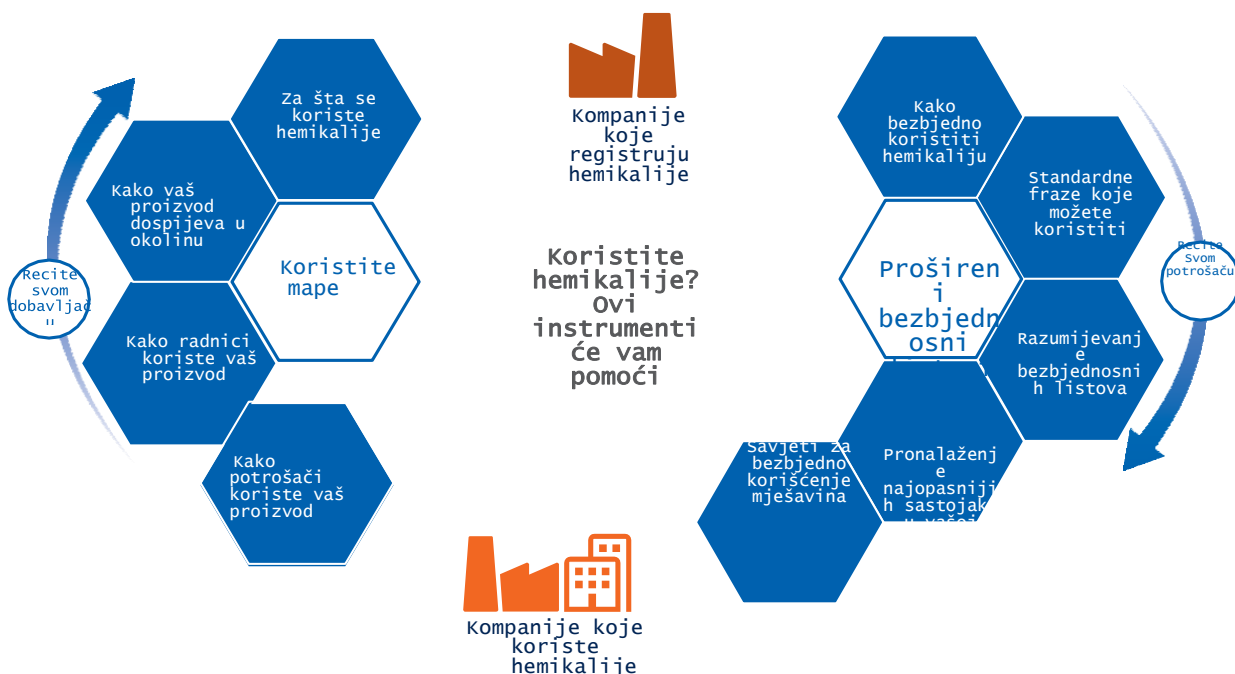 Za šta se
koriste
hemikalije
Kako vaš
proizvod
dospijeva u
okolinu
Koristite
mape
Recite
svom
dobavljač
u
Kako radnici
koriste vaš
proizvod
Kako
potrošači
koriste vaš
proizvod
Kompanije
koje
registruju
hemikalije
Koristite
hemikalije?
Ovi
instrumenti
će vam
pomoći
Kompanije koje
koriste
hemikalije
Kako
bezbjedno
koristiti
hemikaliju
Standardne
fraze koje
možete
koristiti
Proširen
i
bezbjedn
osni
Recite
Svom
potrošaču
Razumijevanj
e
bezbjednosni
h listova
Pronalaženj
e
najopasniji
h sastojak
u vašoj
Savjeti za
bezbjedno
korišćenje
mješavina